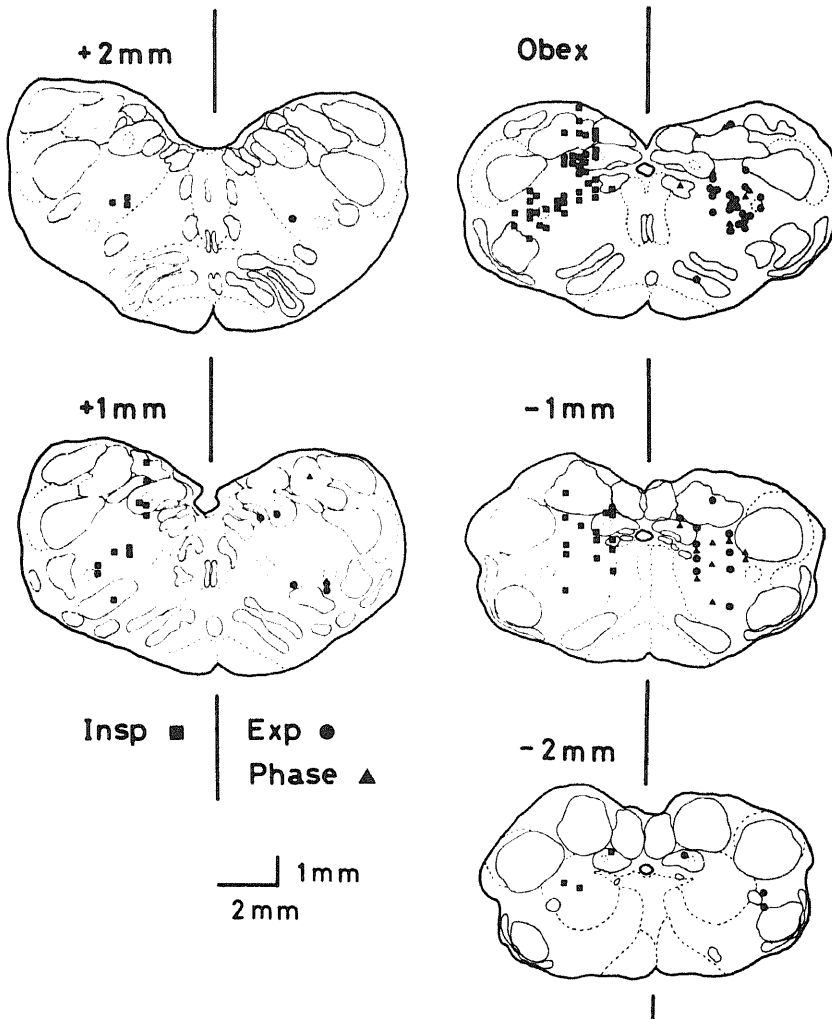 +2mm
Obex
+1mm
-1mm
Insp ■ Exp ●
Phase ▲
-2mm
1mm
2mm